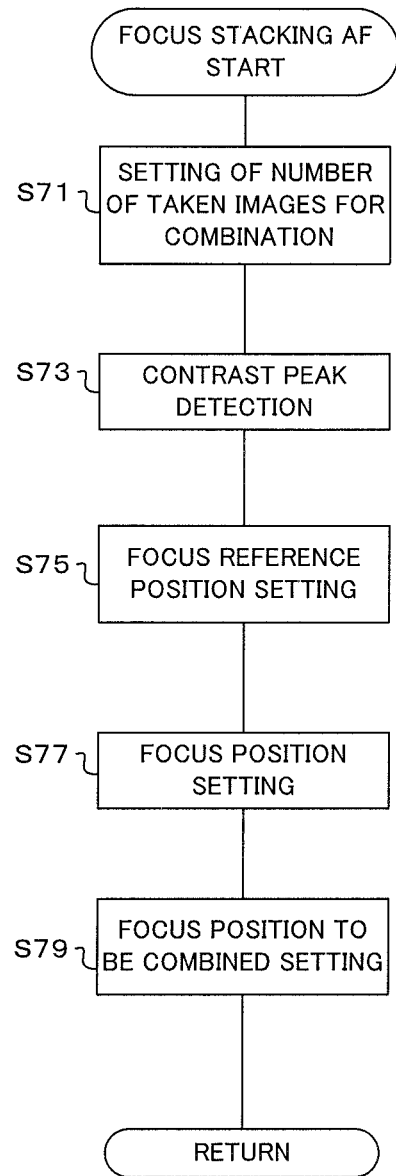 FOCUS STACKING AF
START
S71
SETTING OF NUMBER
OF TAKEN IMAGES FOR
COMBINATION
S73
CONTRAST PEAK
DETECTION
S75
FOCUS REFERENCE
POSITION SETTING
S77
FOCUS POSITION
SETTING
S79
FOCUS POSITION TO
BE COMBINED SETTING
RETURN